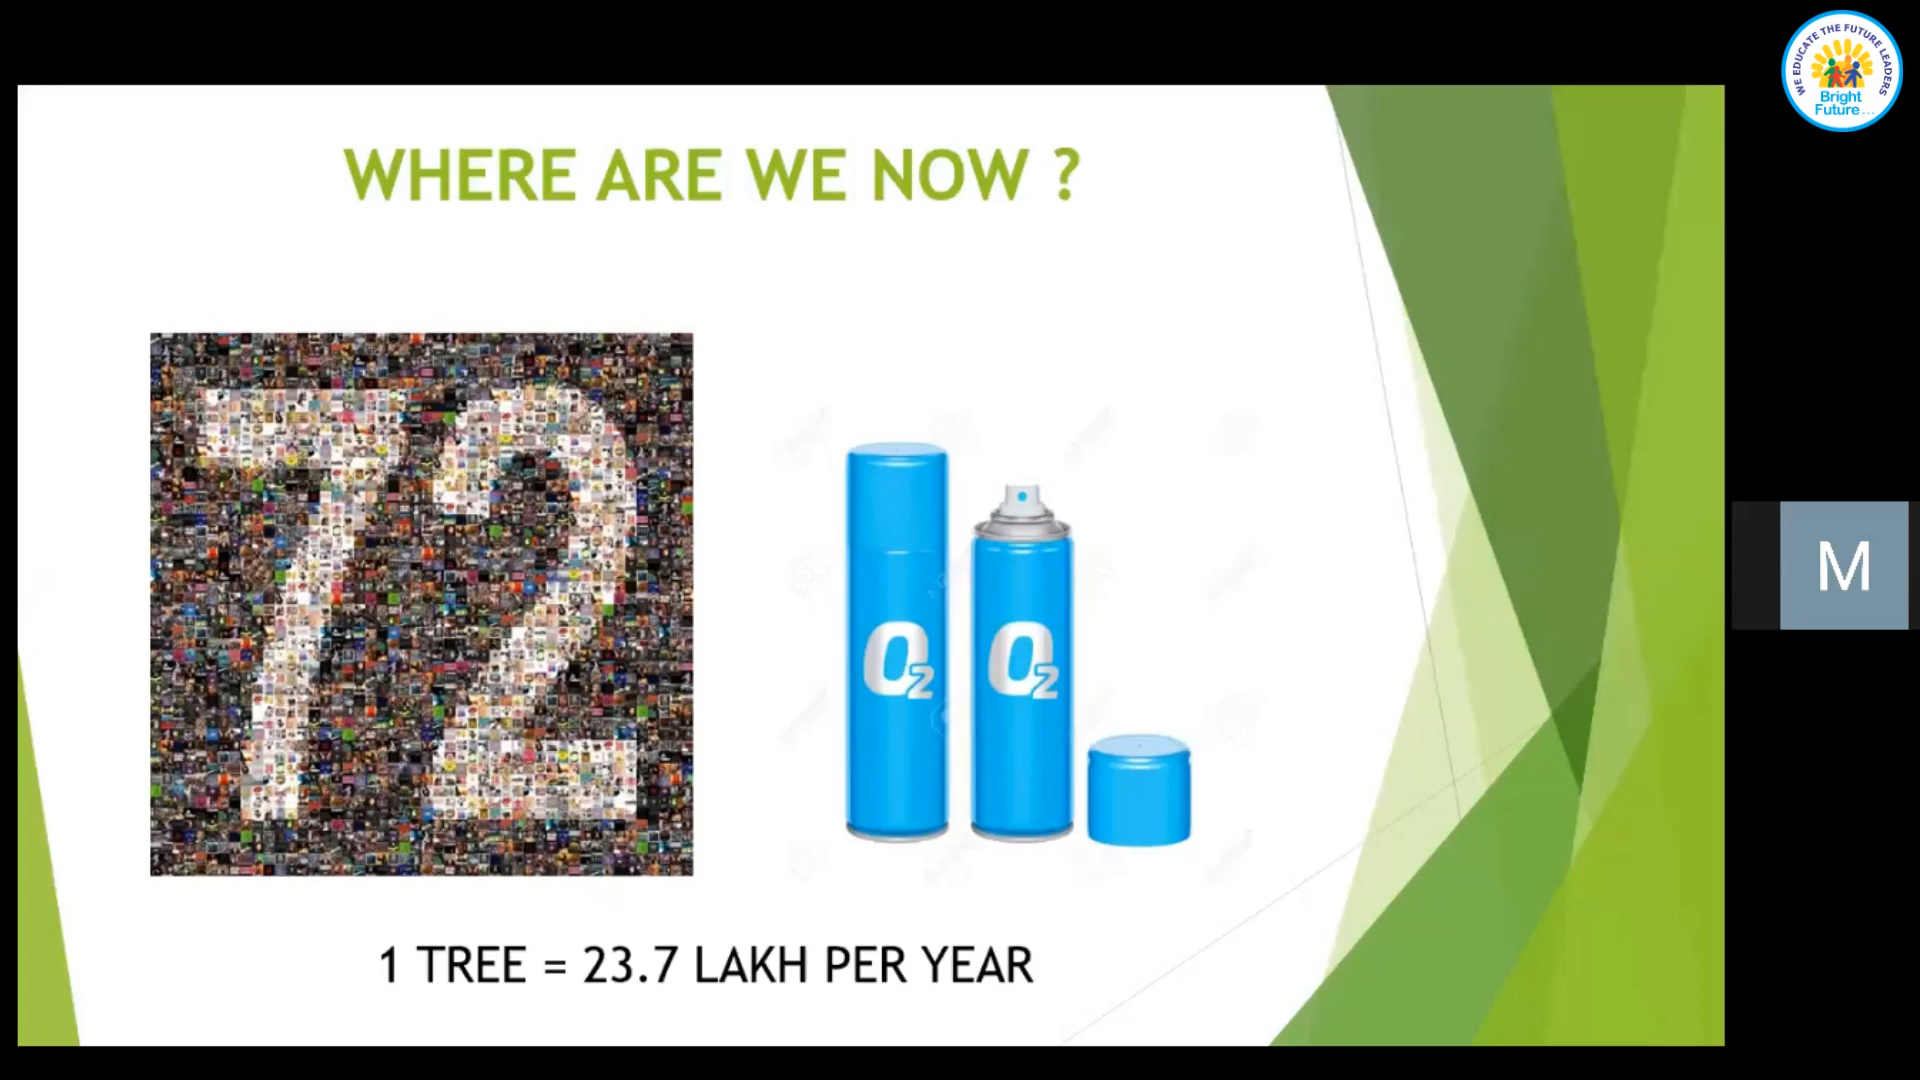 WE EDUCATE THE FUTURE LEADERS
Bright
Future...
WHERE ARE WE NOW ?
72
O2
O2
M
1 TREE = 23.7 LAKH PER YEAR